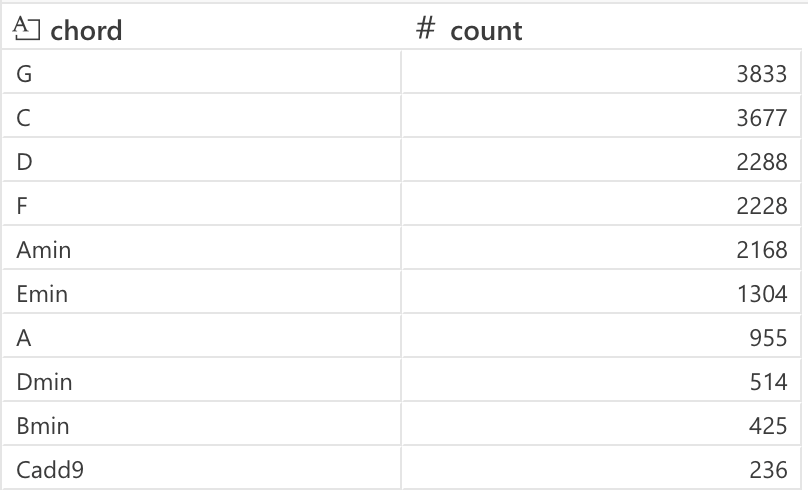 chord # count
G 3833
C 3677
D 2288
F 2228
Amin 2168
Emin 1304
A 955
Dmin 514
Bmin 425
Cadd9 236